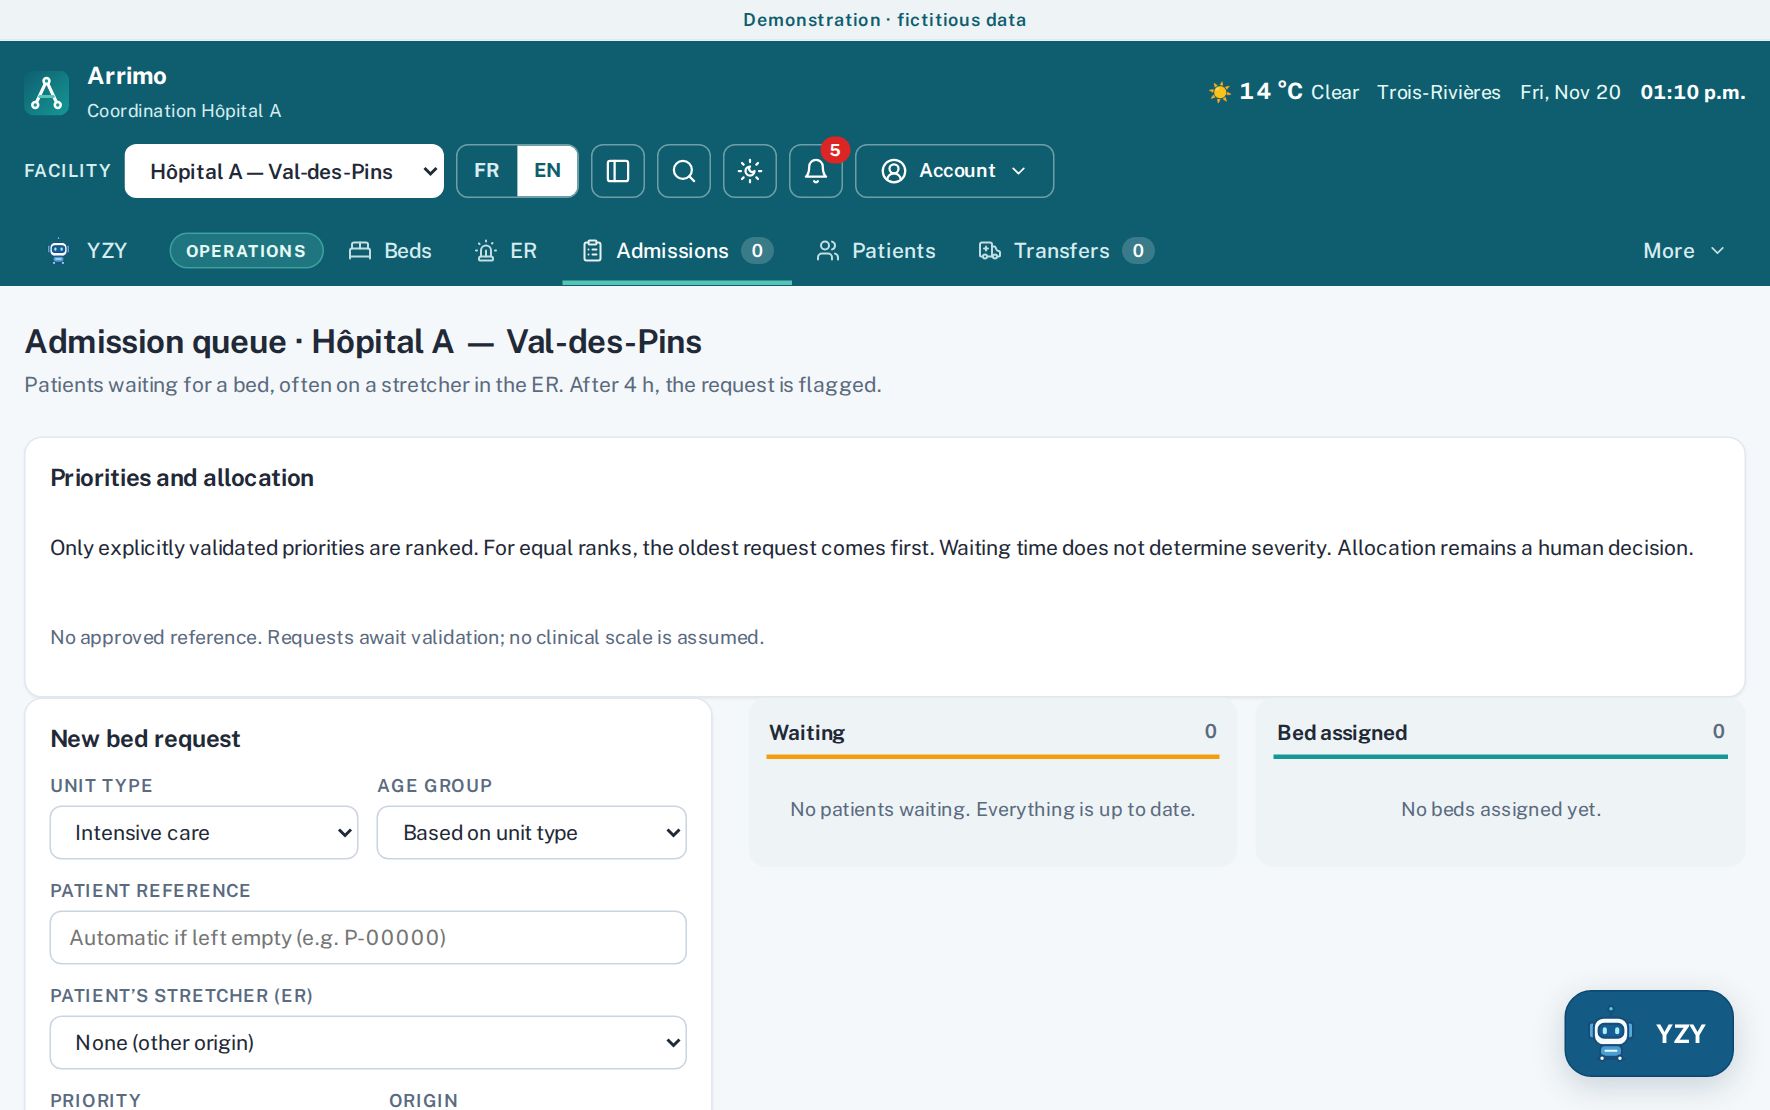 Demonstration · fictitious data
Arrimo
Coordination Hôpital A
☀️ 14 °C Clear Trois-Rivières Fri, Nov 20 01:10 p.m.
FACILITY Hôpital A — Val-des-Pins FR EN 5 Account
YZY OPERATIONS Beds ER Admissions 0 Patients Transfers 0 More
Admission queue · Hôpital A — Val-des-Pins
Patients waiting for a bed, often on a stretcher in the ER. After 4 h, the request is flagged.
Priorities and allocation
Only explicitly validated priorities are ranked. For equal ranks, the oldest request comes first. Waiting time does not determine severity. Allocation remains a human decision.
No approved reference. Requests await validation; no clinical scale is assumed.
New bed request
UNIT TYPE AGE GROUP
Intensive care Based on unit type
PATIENT REFERENCE
Automatic if left empty (e.g. P-00000)
PATIENT’S STRETCHER (ER)
None (other origin)
PRIORITY ORIGIN
Waiting 0
No patients waiting. Everything is up to date.
Bed assigned 0
No beds assigned yet.
YZY